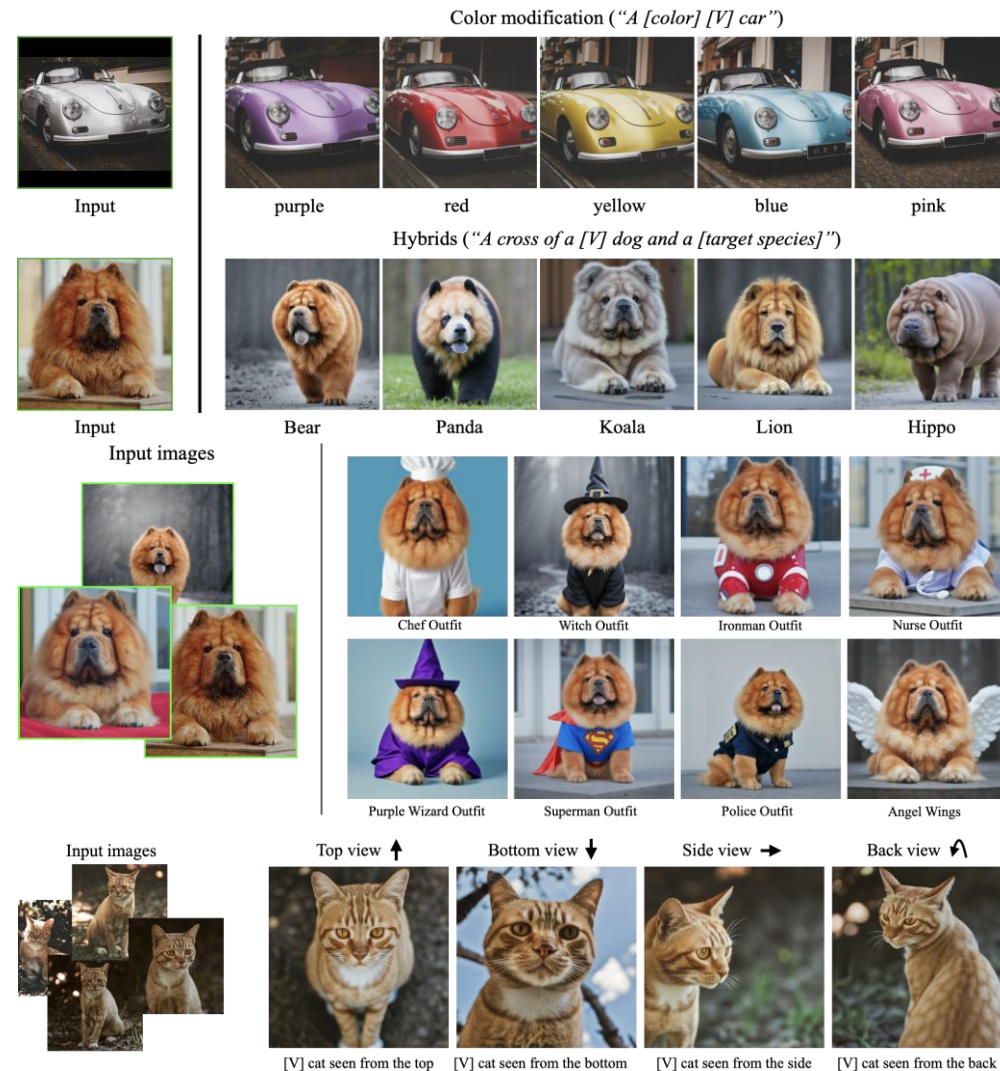 Color modification (“A [color] [V] car”)
Input
purple red yellow blue pink
Hybrids (“A cross of a [V] dog and a [target species]”)
Input
Bear Panda Koala Lion Hippo
Input images
Chef Outfit Witch Outfit Ironman Outfit Nurse Outfit
Purple Wizard Outfit Superman Outfit Police Outfit Angel Wings
Input images
Top view ↑ Bottom view ↓ Side view → Back view
[V] cat seen from the top [V] cat seen from the bottom [V] cat seen from the side [V] cat seen from the back